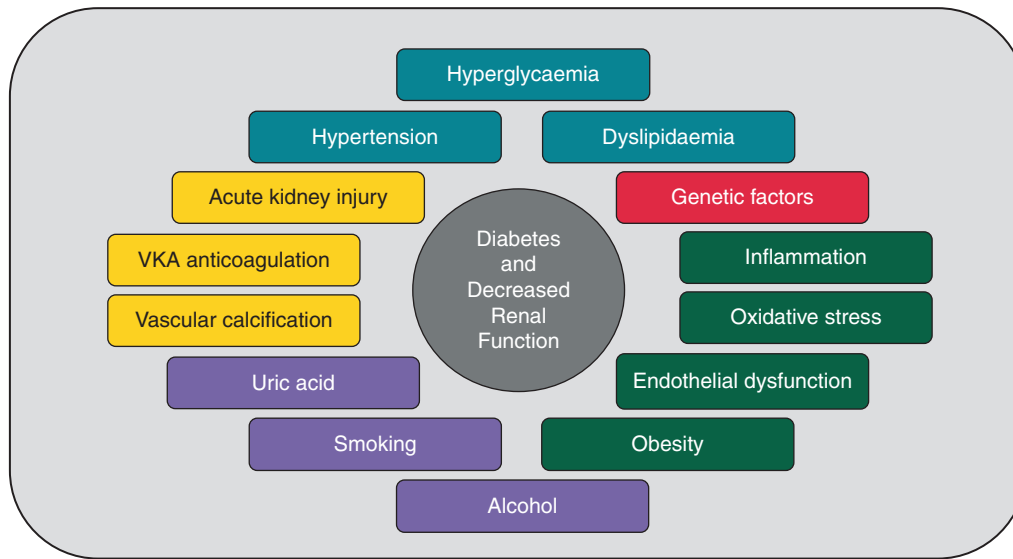 Hyperglycaemia
Hypertension
Dyslipidaemia
Acute kidney injury
Genetic factors
VKA anticoagulation
Inflammation
Vascular calcification
Oxidative stress
Diabetes
and
Decreased
Renal
Function
Uric acid
Endothelial dysfunction
Smoking
Obesity
Alcohol